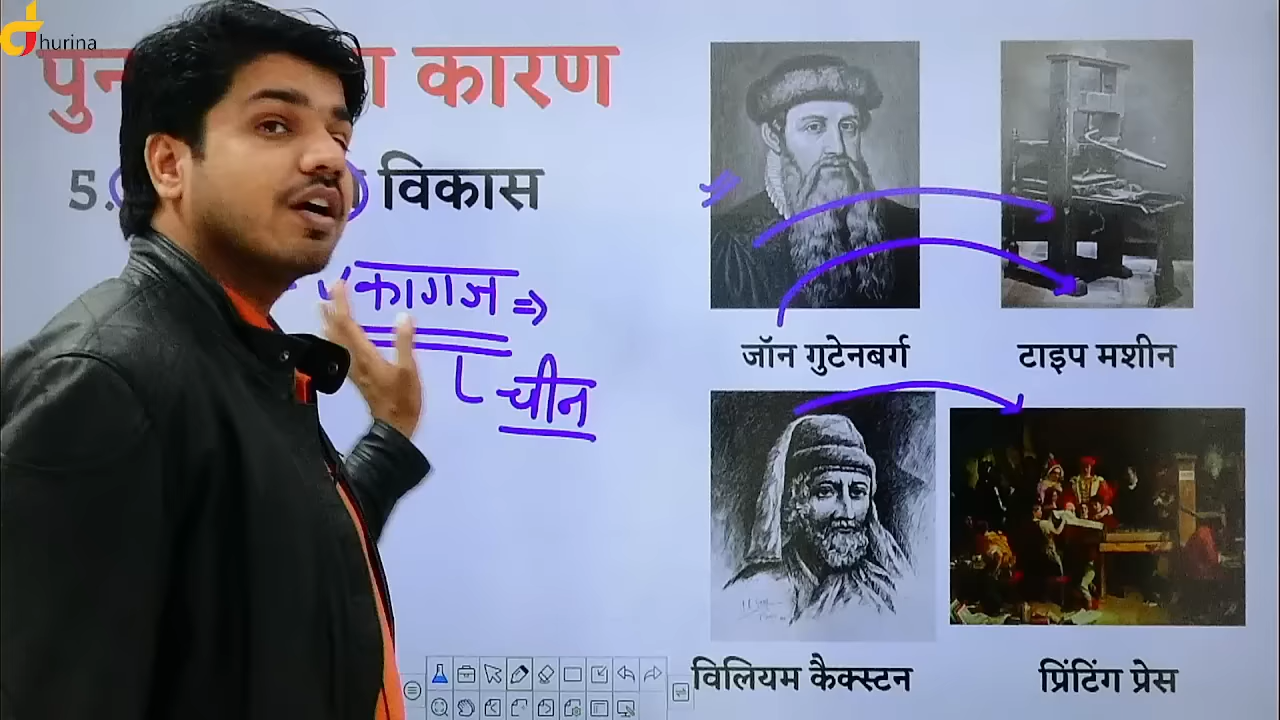 hurina
कारण
5.
विकास
कागज ⇒
चीन
जॉन गुटेनबर्ग
टाइप मशीन
विलियम कैक्स्टन
प्रिंटिंग प्रेस